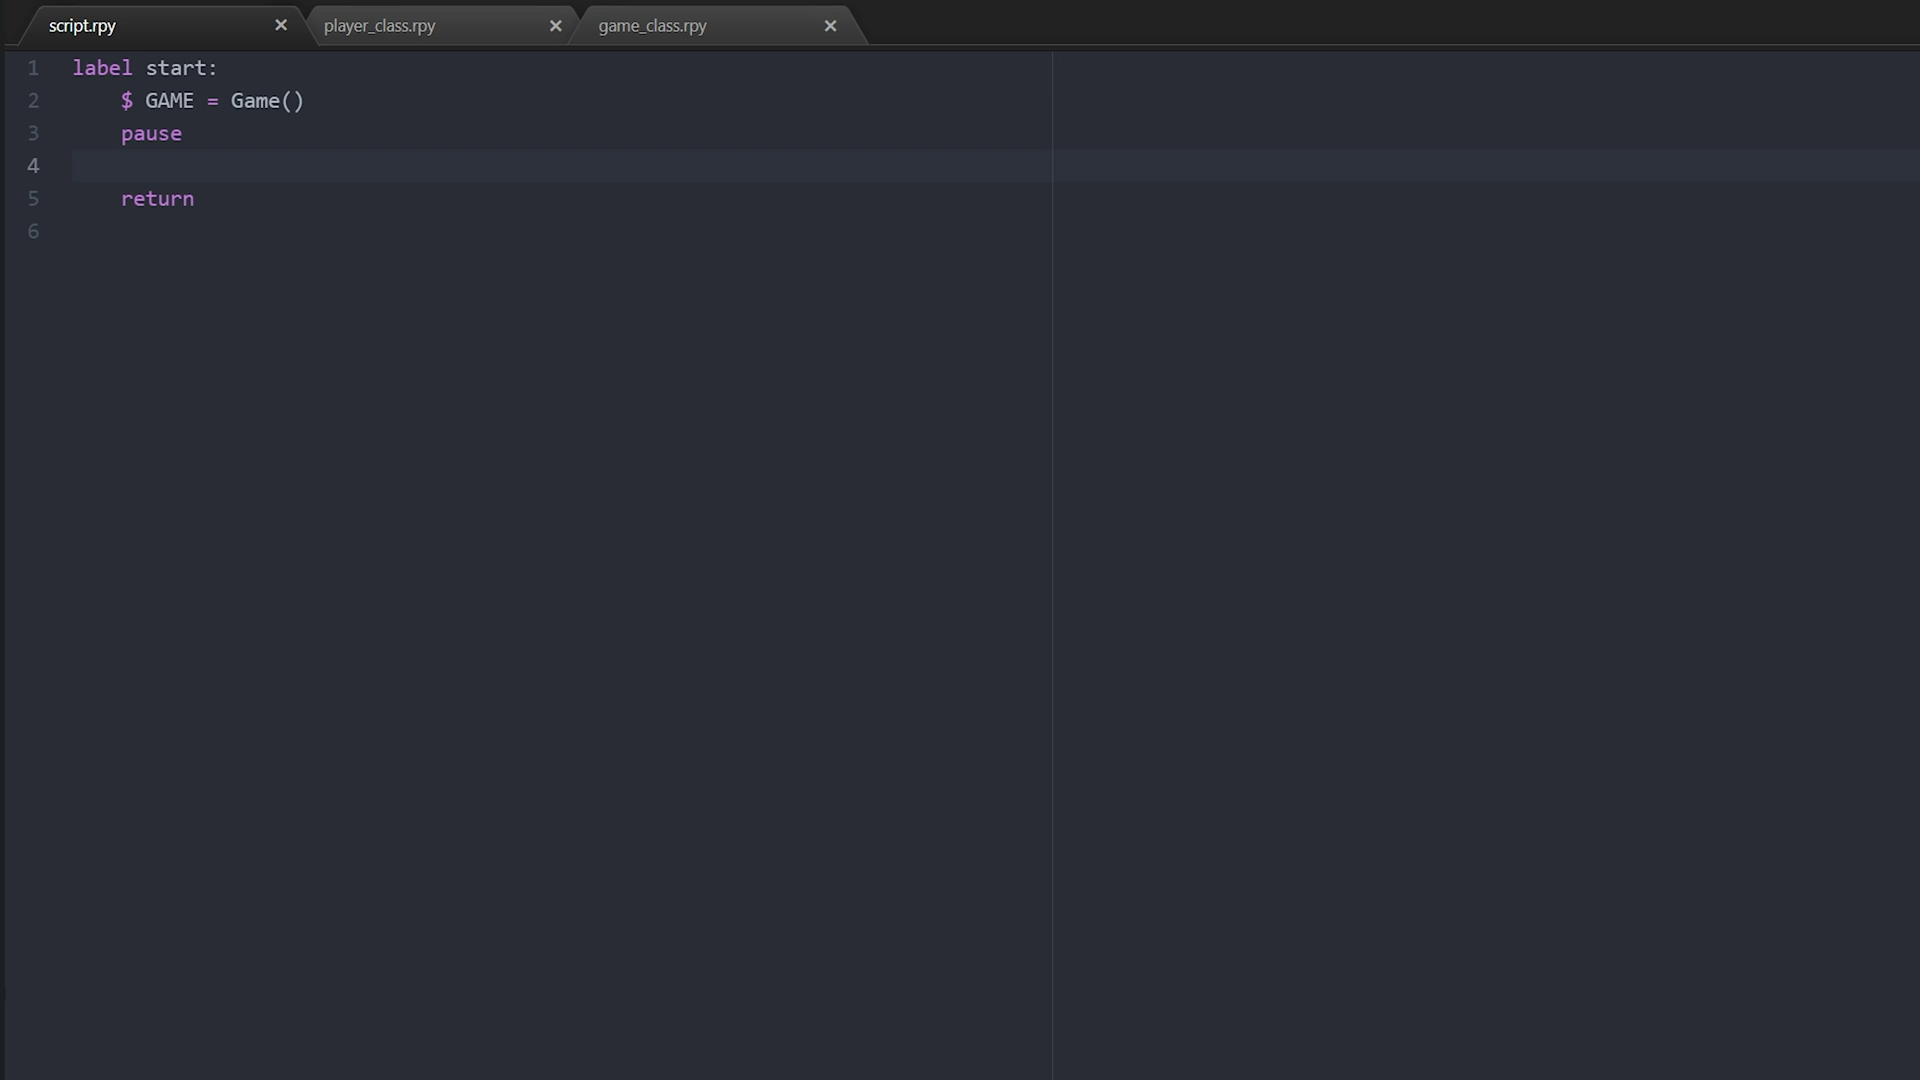 script.rpy × player_class.rpy × game_class.rpy ×
1 label start:
2     $ GAME = Game()
3     pause
4
5     return
6